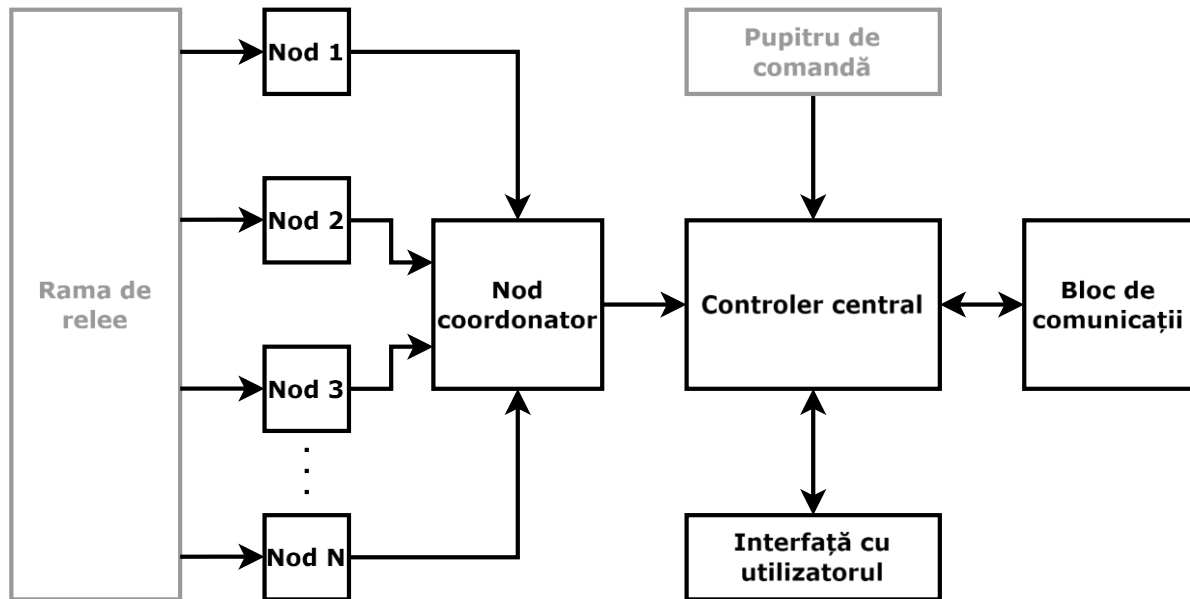 Rama de
relee
Nod 1
Nod 2
Nod 3
Nod N
Nod
coordonator
Pupitru de
comandă
Controler central
Interfață cu
utilizatorul
Bloc de
comunicații